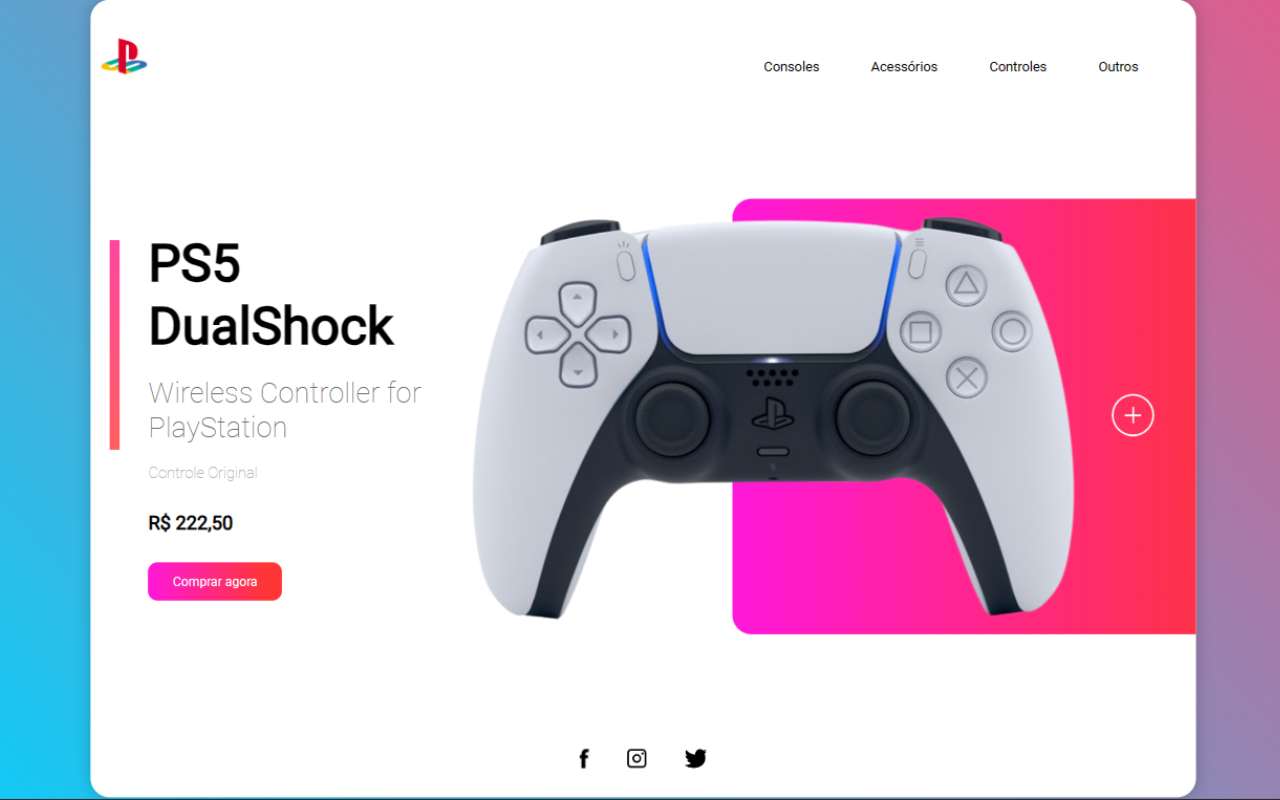 Consoles
Acessórios
Controles
Outros
PS5
DualShock
Wireless Controller for
PlayStation
Controle Original
R$ 222,50
Comprar agora